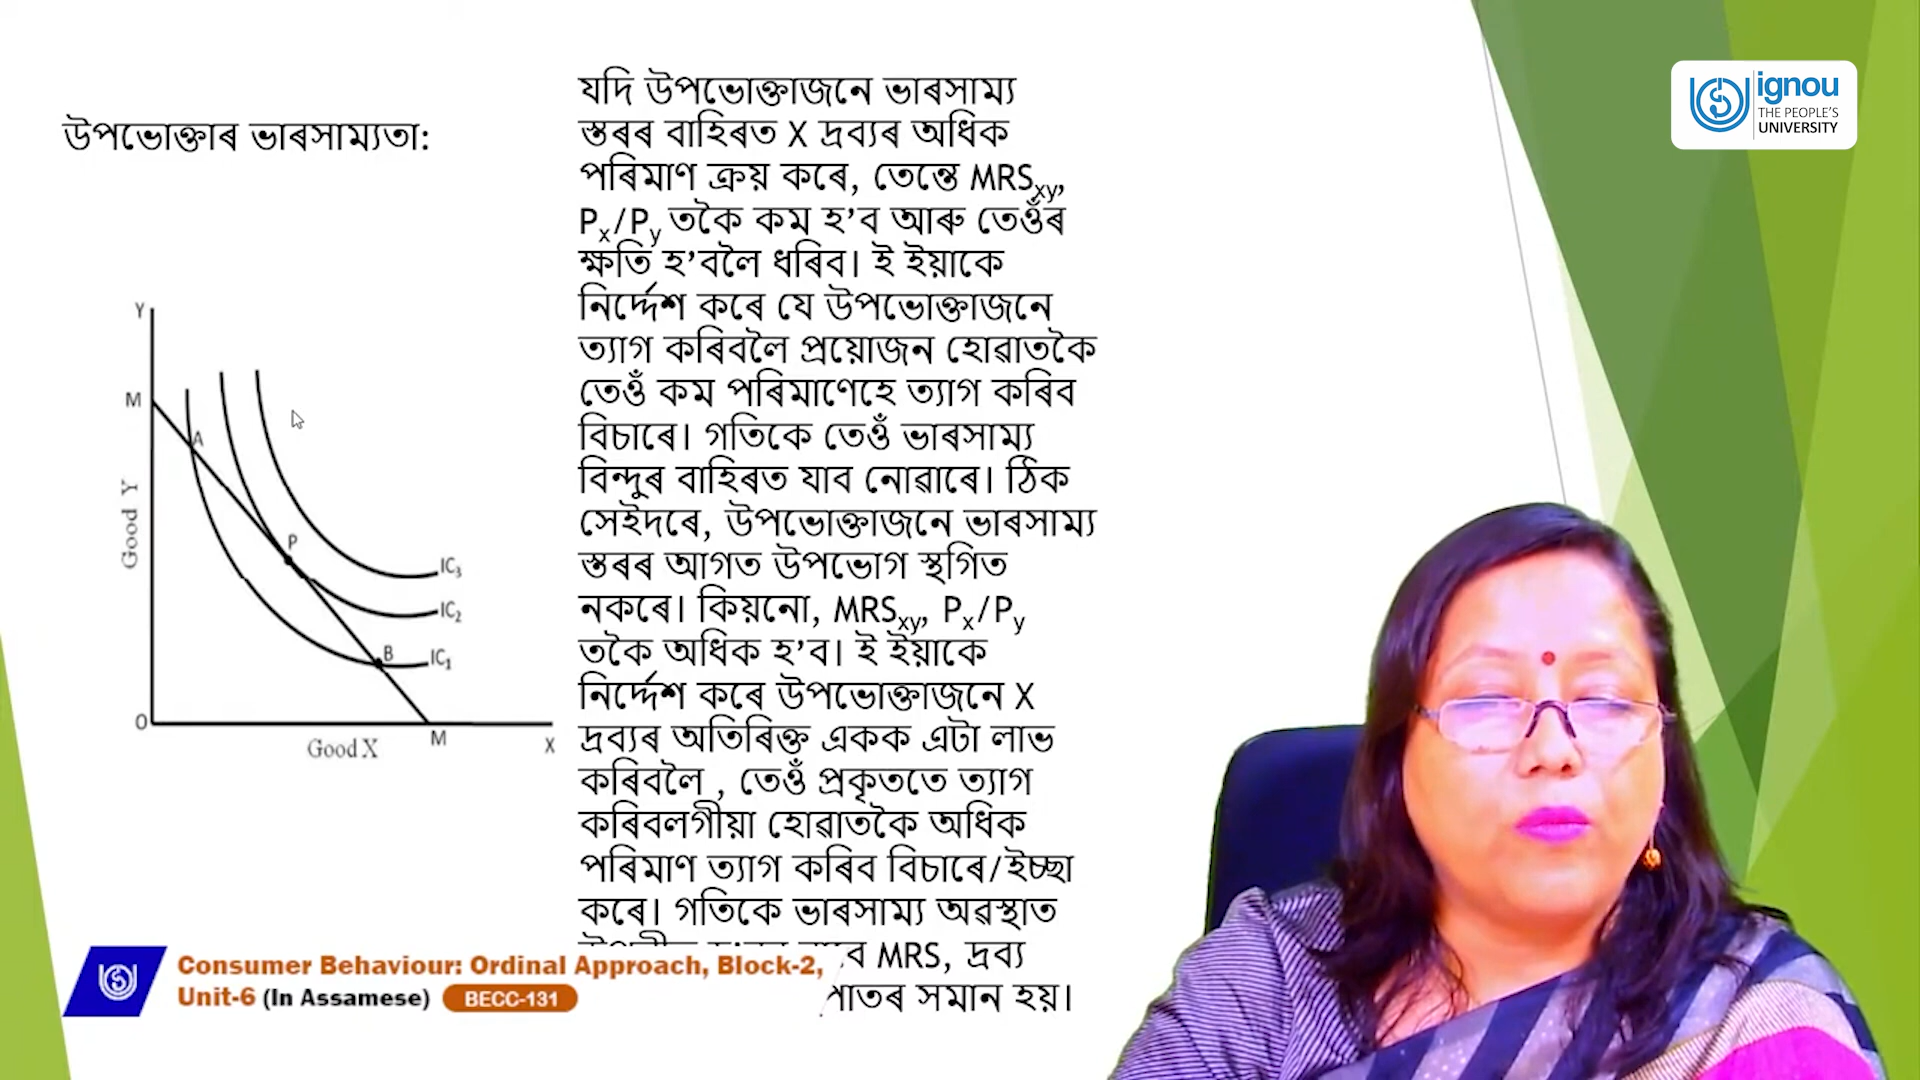 উপভোক্তাৰ ভাৰসাম্যতা:
যদি উপভোক্তাজনে ভাৰসাম্য
স্তৰৰ বাহিৰত X দ্ৰব্যৰ অধিক
পৰিমাণ ক্ৰয় কৰে, তেন্তে MRSxy,
Px/Py তকৈ কম হ’ব আৰু তেওঁৰ
ক্ষতি হ’বলৈ ধৰিব। ই ইয়াকে
নিৰ্দ্দেশ কৰে যে উপভোক্তাজনে
ত্যাগ কৰিবলৈ প্ৰয়োজন হোৱাতকৈ
তেওঁ কম পৰিমাণেহে ত্যাগ কৰিব
বিচাৰে। গতিকে তেওঁ ভাৰসাম্য
বিন্দুৰ বাহিৰত যাব নোৱাৰে। ঠিক
সেইদৰে, উপভোক্তাজনে ভাৰসাম্য
স্তৰৰ আগত উপভোগ স্থগিত
নকৰে। কিয়নো, MRSxy, Px/Py
তকৈ অধিক হ’ব। ই ইয়াকে
নিৰ্দ্দেশ কৰে উপভোক্তাজনে X
দ্ৰব্যৰ অতিৰিক্ত একক এটা লাভ
কৰিবলৈ , তেওঁ প্ৰকৃততে ত্যাগ
কৰিবলগীয়া হোৱাতকৈ অধিক
পৰিমাণ ত্যাগ কৰিব বিচাৰে/ইচ্ছা
কৰে। গতিকে ভাৰসাম্য অৱস্থাত
MRS, দ্ৰব্য
সমান হয়।
Y
M
A
Good Y
P
IC3
IC2
B
IC1
0
Good X
M
X
ignou
THE PEOPLE'S
UNIVERSITY
Consumer Behaviour: Ordinal Approach, Block-2,
Unit-6 (In Assamese) BECC-131